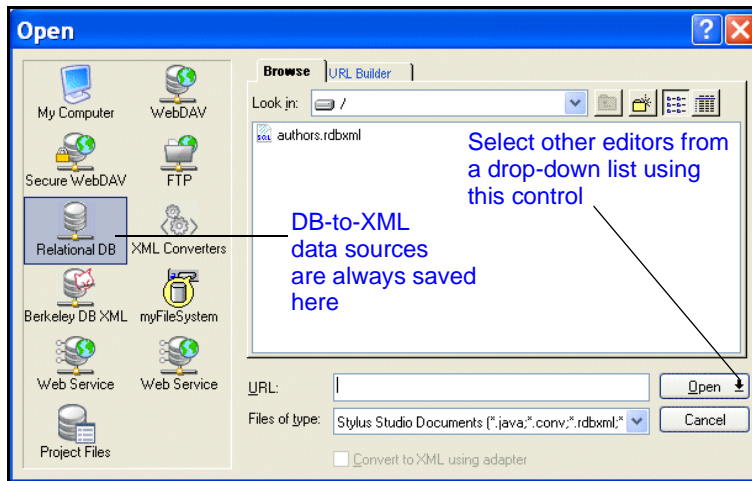 Open
Browse
URL Builder
Look in: /
My Computer
WebDAV
SQL authors.rdbxml
Select other editors from
a drop-down list using
this control
Secure WebDAV
FTP
DB-to-XML
data sources
are always saved
here
Relational DB
XML Converters
Berkeley DB XML
myFileSystem
Web Service
Web Service
URL:
Open
Files of type: Stylus Studio Documents (*.java;*.conv;*.rdbxml;*
Cancel
Project Files
Convert to XML using adapter